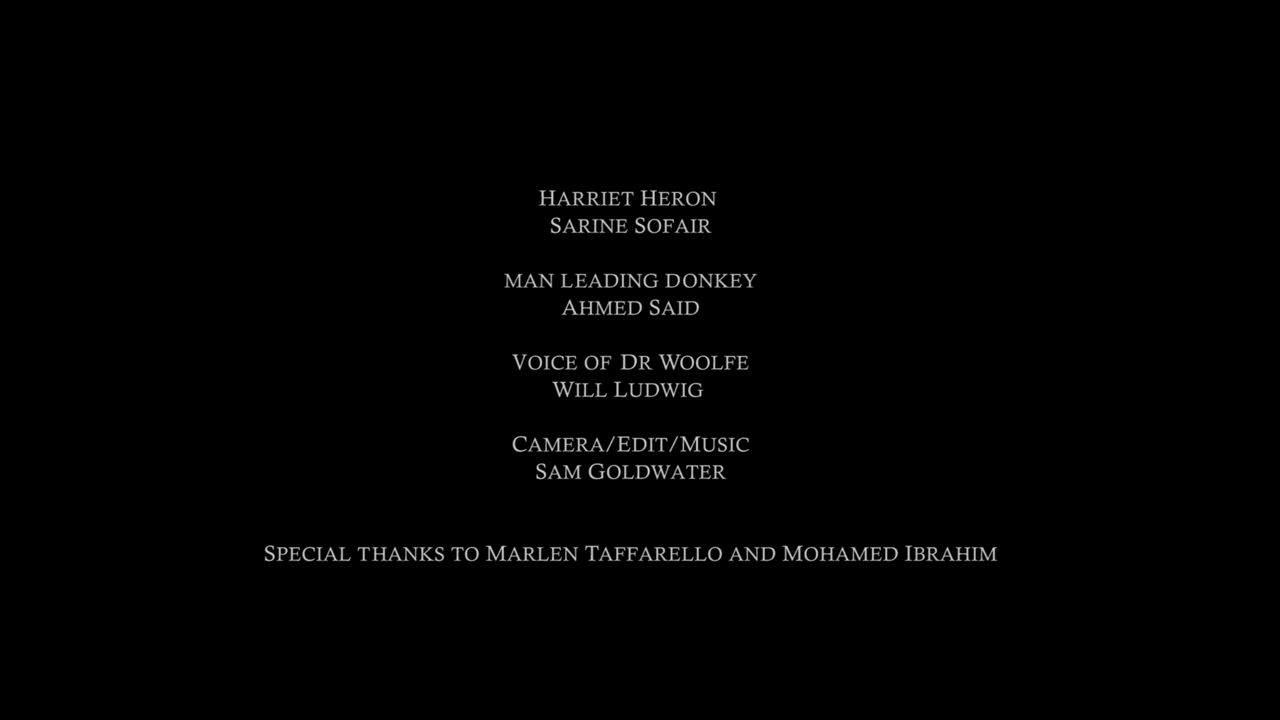 Harriet Heron
Sarine Sofair
man leading donkey
Ahmed Said
Voice of Dr Woolfe
Will Ludwig
Camera/Edit/Music
Sam Goldwater
Special thanks to Marlen Taffarello and Mohamed Ibrahim